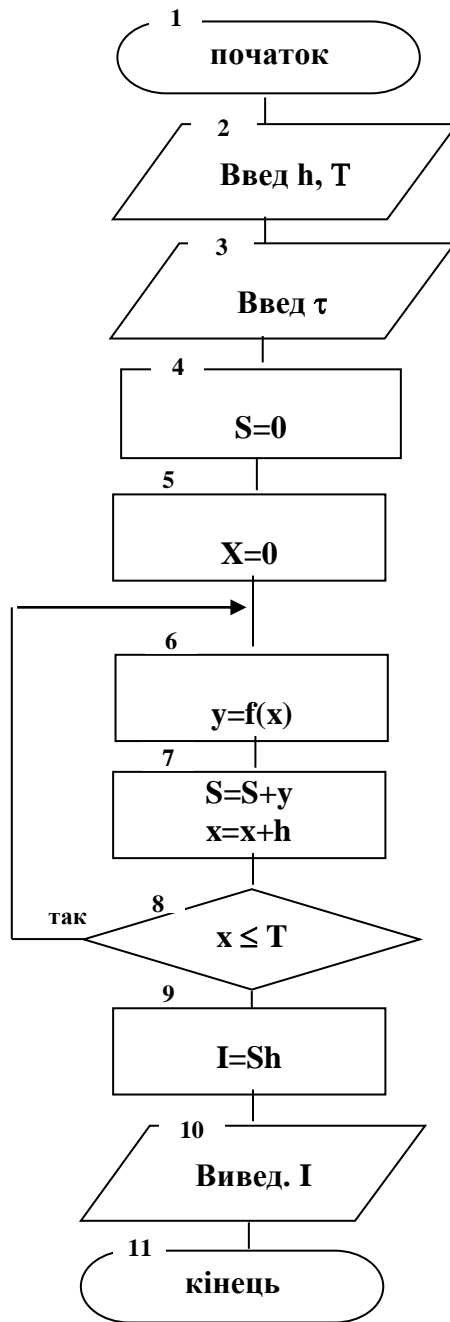 1
початок
2
Введ h, T
3
Введ τ
4
S=0
5
X=0
6
y=f(x)
7
S=S+y
x=x+h
8
так
x ≤ T
9
I=Sh
10
Вивед. I
11
кінець